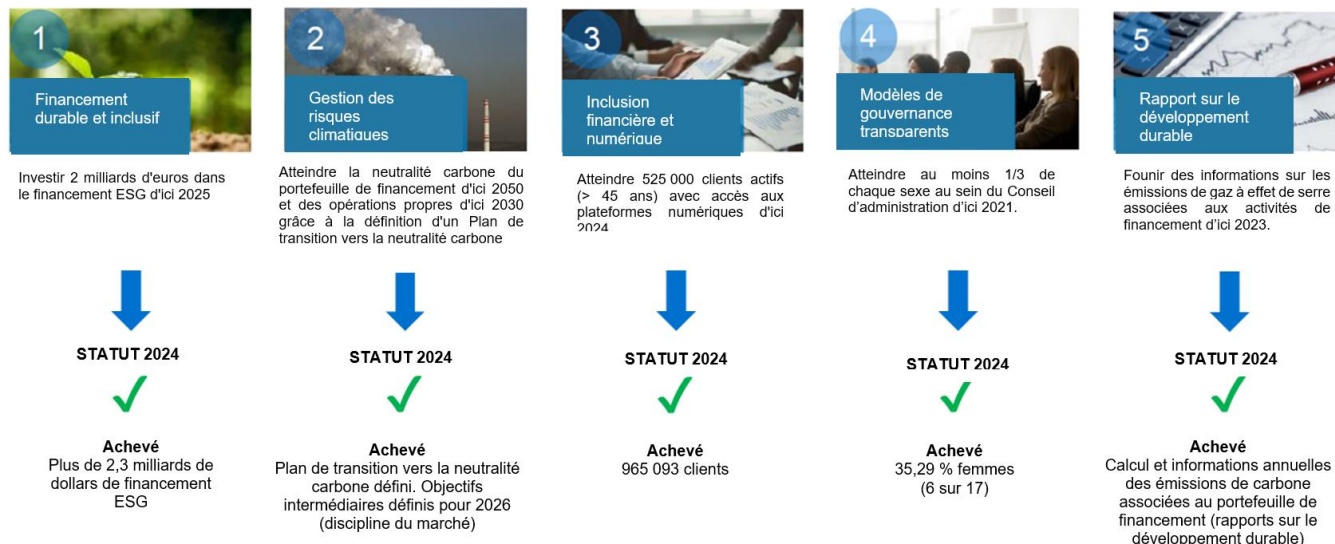 1
Financement
durable et inclusif
Investir 2 milliards d'euros dans
le financement ESG d'ici 2025
STATUT 2024
Achevé
Plus de 2,3 milliards de
dollars de financement
ESG
2
Gestion des
risques
climatiques
Atteindre la neutralité carbone du
portefeuille de financement d'ici 2050
et des opérations propres d'ici 2030
grâce à la définition d'un Plan de
transition vers la neutralité carbone
STATUT 2024
Achevé
Plan de transition vers la neutralité
carbone défini. Objectifs
intermédiaires définis pour 2026
(discipline du marché)
3
Inclusion
financière et
numérique
Atteindre 525 000 clients actifs
(> 45 ans) avec accès aux
plateformes numériques d'ici
2024
STATUT 2024
Achevé
965 093 clients
4
Modèles de
gouvernance
transparents
Atteindre au moins 1/3 de
chaque sexe au sein du Conseil
d'administration d'ici 2021.
STATUT 2024
Achevé
35,29 % femmes
(6 sur 17)
5
Rapport sur le
développement
durable
Founir des informations sur les
émissions de gaz à effet de serre
associées aux activités de
financement d'ici 2023.
STATUT 2024
Achevé
Calcul et informations annuelles
des émissions de carbone
associées au portefeuille de
financement (rapports sur le
développement durable)